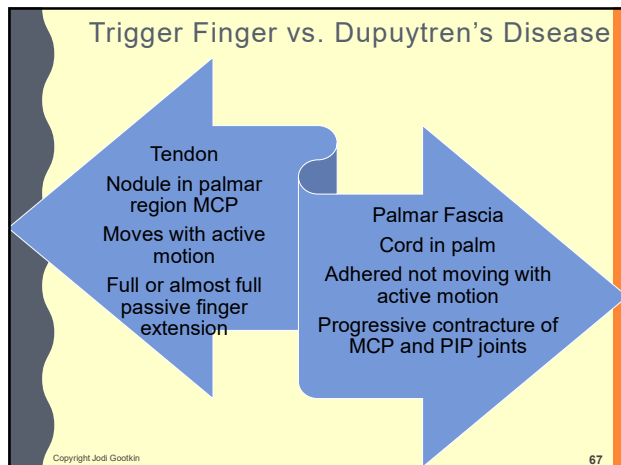 Trigger Finger vs. Dupuytren's Disease
Tendon
Nodule in palmar
region MCP
Moves with active
motion
Full or almost full
passive finger
extension
Palmar Fascia
Cord in palm
Adhered not moving with
active motion
Progressive contracture of
MCP and PIP joints
Copyright Jodi Gootkin
67